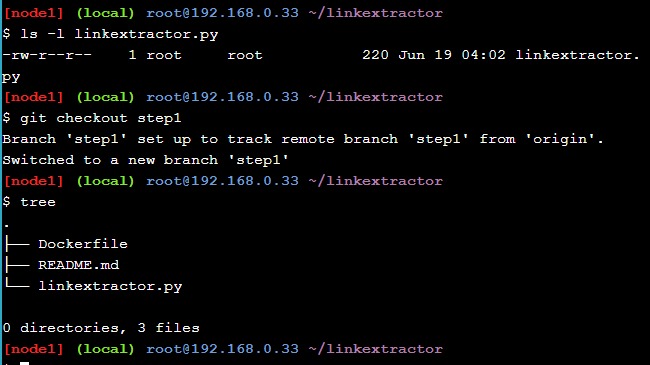 [node1] (local) root@192.168.0.33 ~/linkextractor
$ ls -l linkextractor.py
-rw-r--r--    1 root     root           220 Jun 19 04:02 linkextractor.
py
[node1] (local) root@192.168.0.33 ~/linkextractor
$ git checkout step1
Branch 'step1' set up to track remote branch 'step1' from 'origin'.
Switched to a new branch 'step1'
[node1] (local) root@192.168.0.33 ~/linkextractor
$ tree
.
├── Dockerfile
├── README.md
└── linkextractor.py
0 directories, 3 files
[node1] (local) root@192.168.0.33 ~/linkextractor